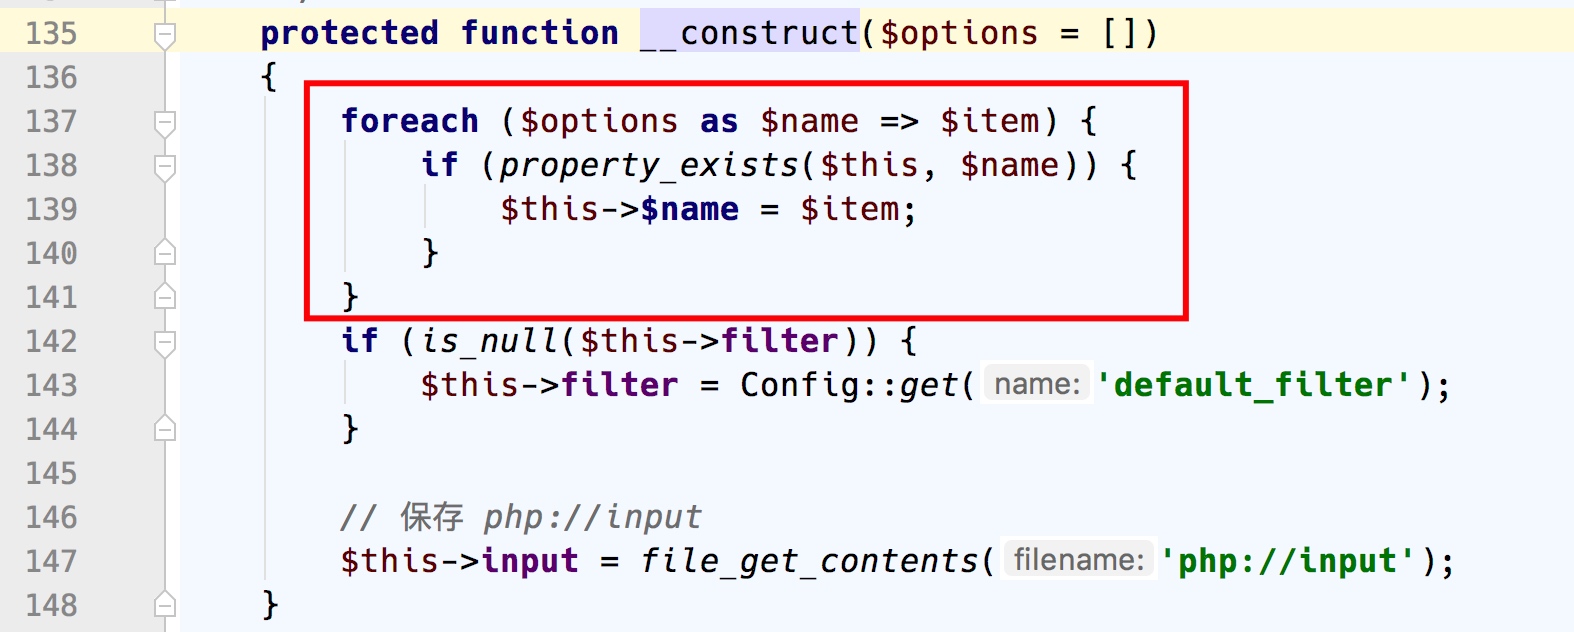 135 protected function __construct($options = [])
136 {
137 foreach ($options as $name => $item) {
138 if (property_exists($this, $name)) {
139 $this->$name = $item;
140 }
141 }
142 if (is_null($this->filter)) {
143 $this->filter = Config::get( name: 'default_filter');
144 }
145
146 // 保存 php://input
147 $this->input = file_get_contents( filename: 'php://input');
148 }